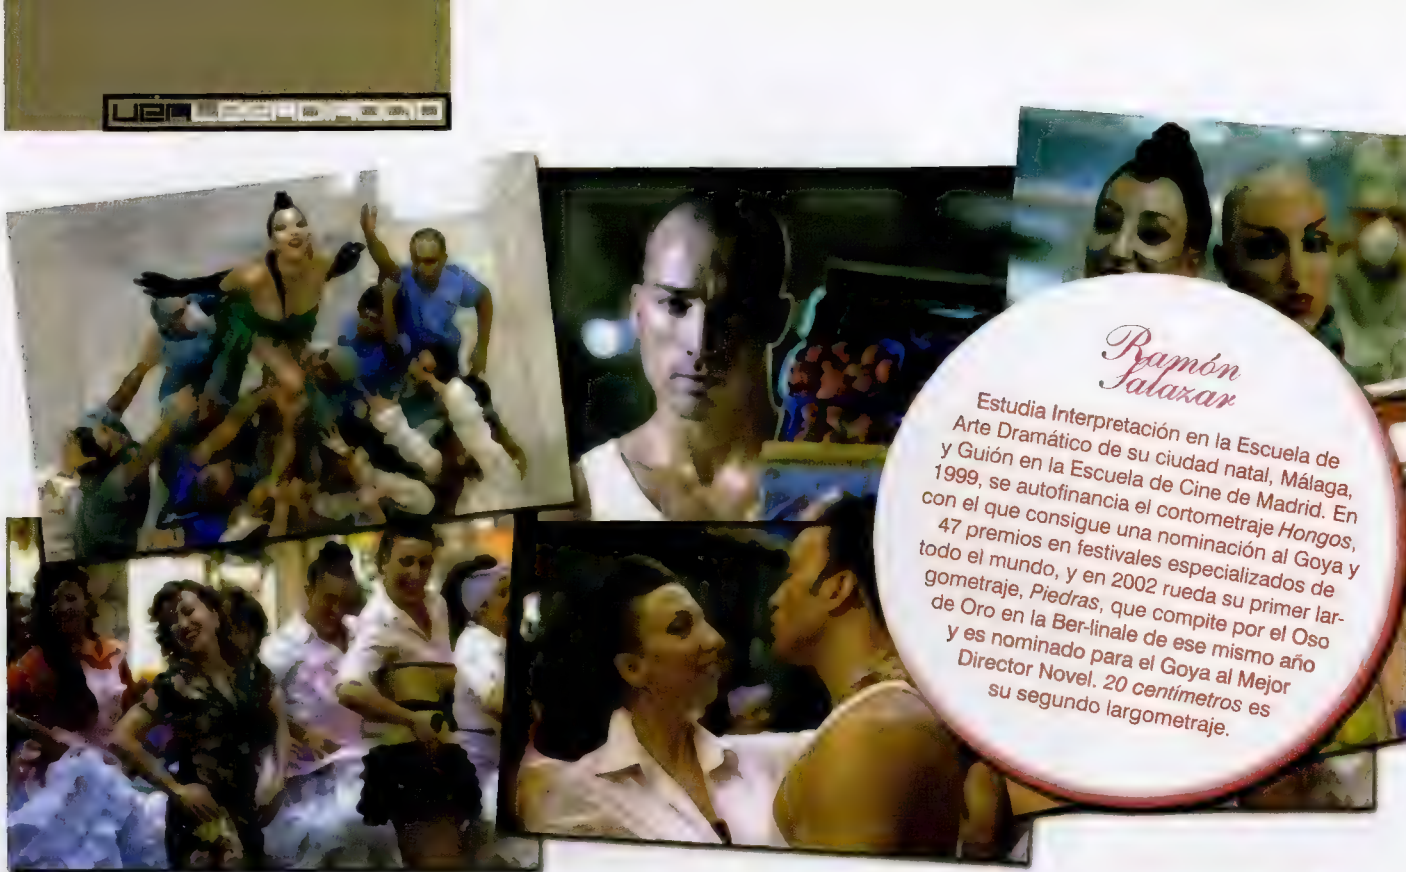 Ramón
Salazar
Estudia Interpretación en la Escuela de
Arte Dramático de su ciudad natal, Málaga,
y Guión en la Escuela de Cine de Madrid. En
1999, se autofinancia el cortometraje Hongos,
con el que consigue una nominación al Goya y
47 premios en festivales especializados de
todo el mundo, y en 2002 rueda su primer lar-
gometraje, Piedras, que compite por el Oso
de Oro en la Ber-linale de ese mismo año
y es nominado para el Goya al Mejor
Director Novel. 20 centímetros es
su segundo largometraje.